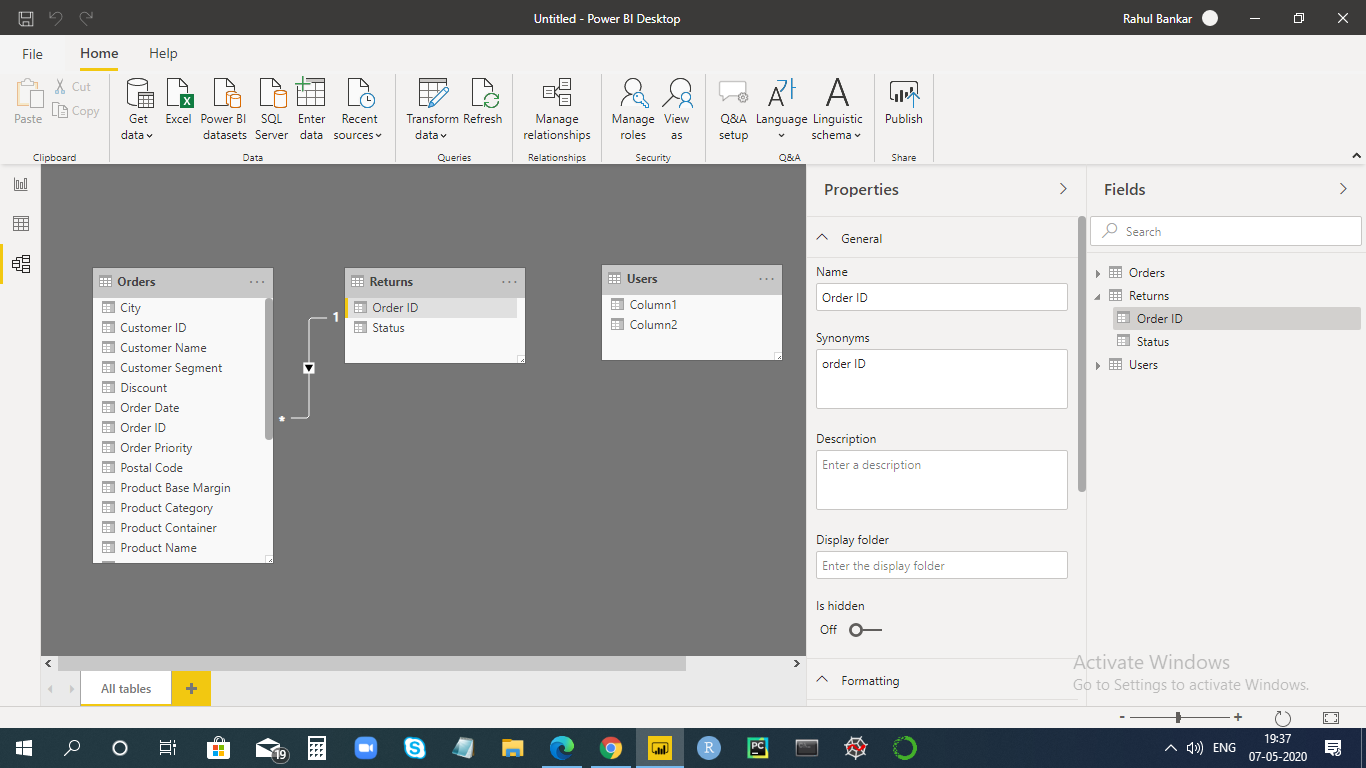 Untitled - Power BI Desktop
Rahul Bankar
File
Home
Help
Paste
Cut
Copy
Clipboard
Get data
Excel
Power BI datasets
SQL Server
Enter data
Recent sources
Data
Transform data
Refresh
Queries
Manage relationships
Relationships
Manage roles
View as
Security
Q&A setup
Language
Linguistic schema
Q&A
Publish
Share
Orders
City
Customer ID
Customer Name
Customer Segment
Discount
Order Date
Order ID
Order Priority
Postal Code
Product Base Margin
Product Category
Product Container
Product Name
1
*
Returns
Order ID
Status
Users
Column1
Column2
Properties
General
Name
Order ID
Synonyms
order ID
Description
Enter a description
Display folder
Enter the display folder
Is hidden
Off
Formatting
Fields
Search
Orders
Returns
Order ID
Status
Users
Activate Windows
Go to Settings to activate Windows.
All tables
+
- +
19
R
PC
ENG
19:37
07-05-2020